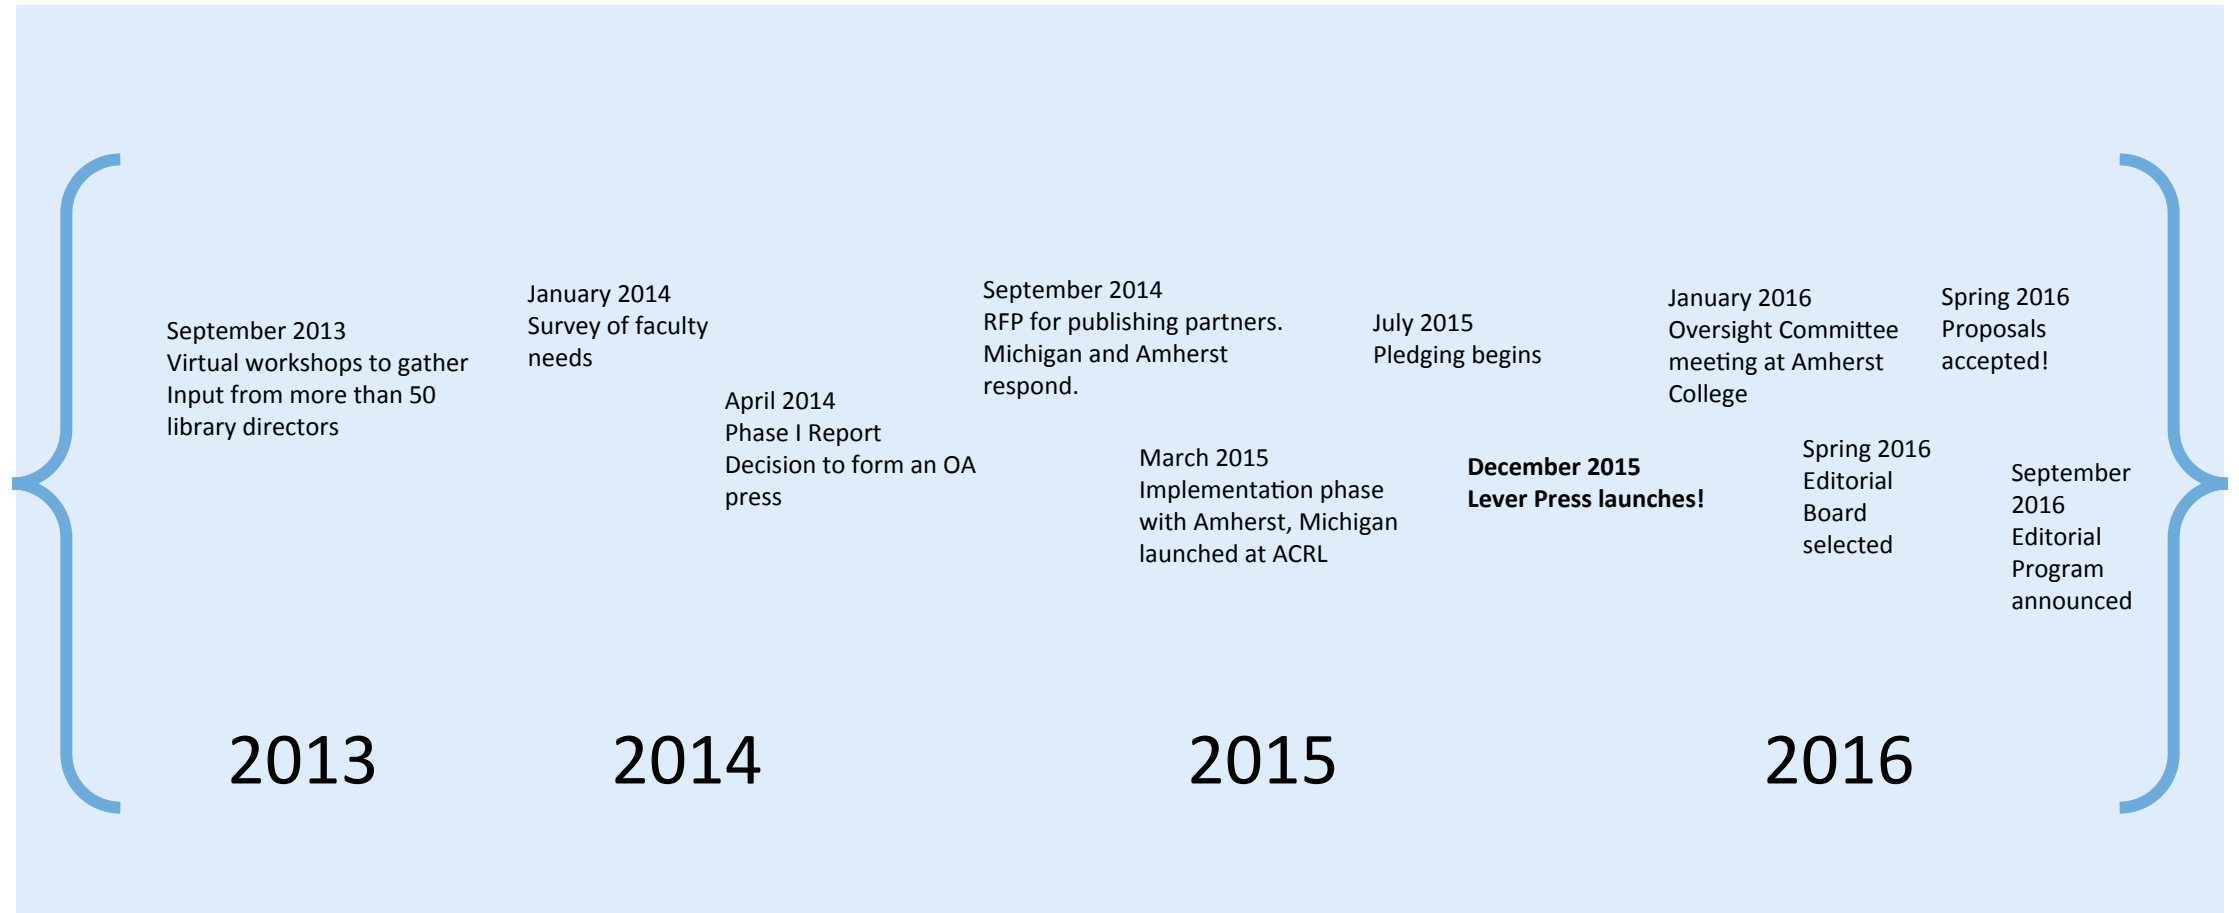 September 2013
Virtual workshops to gather
Input from more than 50
library directors
January 2014
Survey of faculty
needs
April 2014
Phase I Report
Decision to form an OA
press
September 2014
RFP for publishing partners.
Michigan and Amherst
respond.
March 2015
Implementation phase
with Amherst, Michigan
launched at ACRL
July 2015
Pledging begins
December 2015
Lever Press launches!
January 2016
Oversight Committee
meeting at Amherst
College
Spring 2016
Editorial
Board
selected
Spring 2016
Proposals
accepted!
September
2016
Editorial
Program
announced
2013
2014
2015
2016